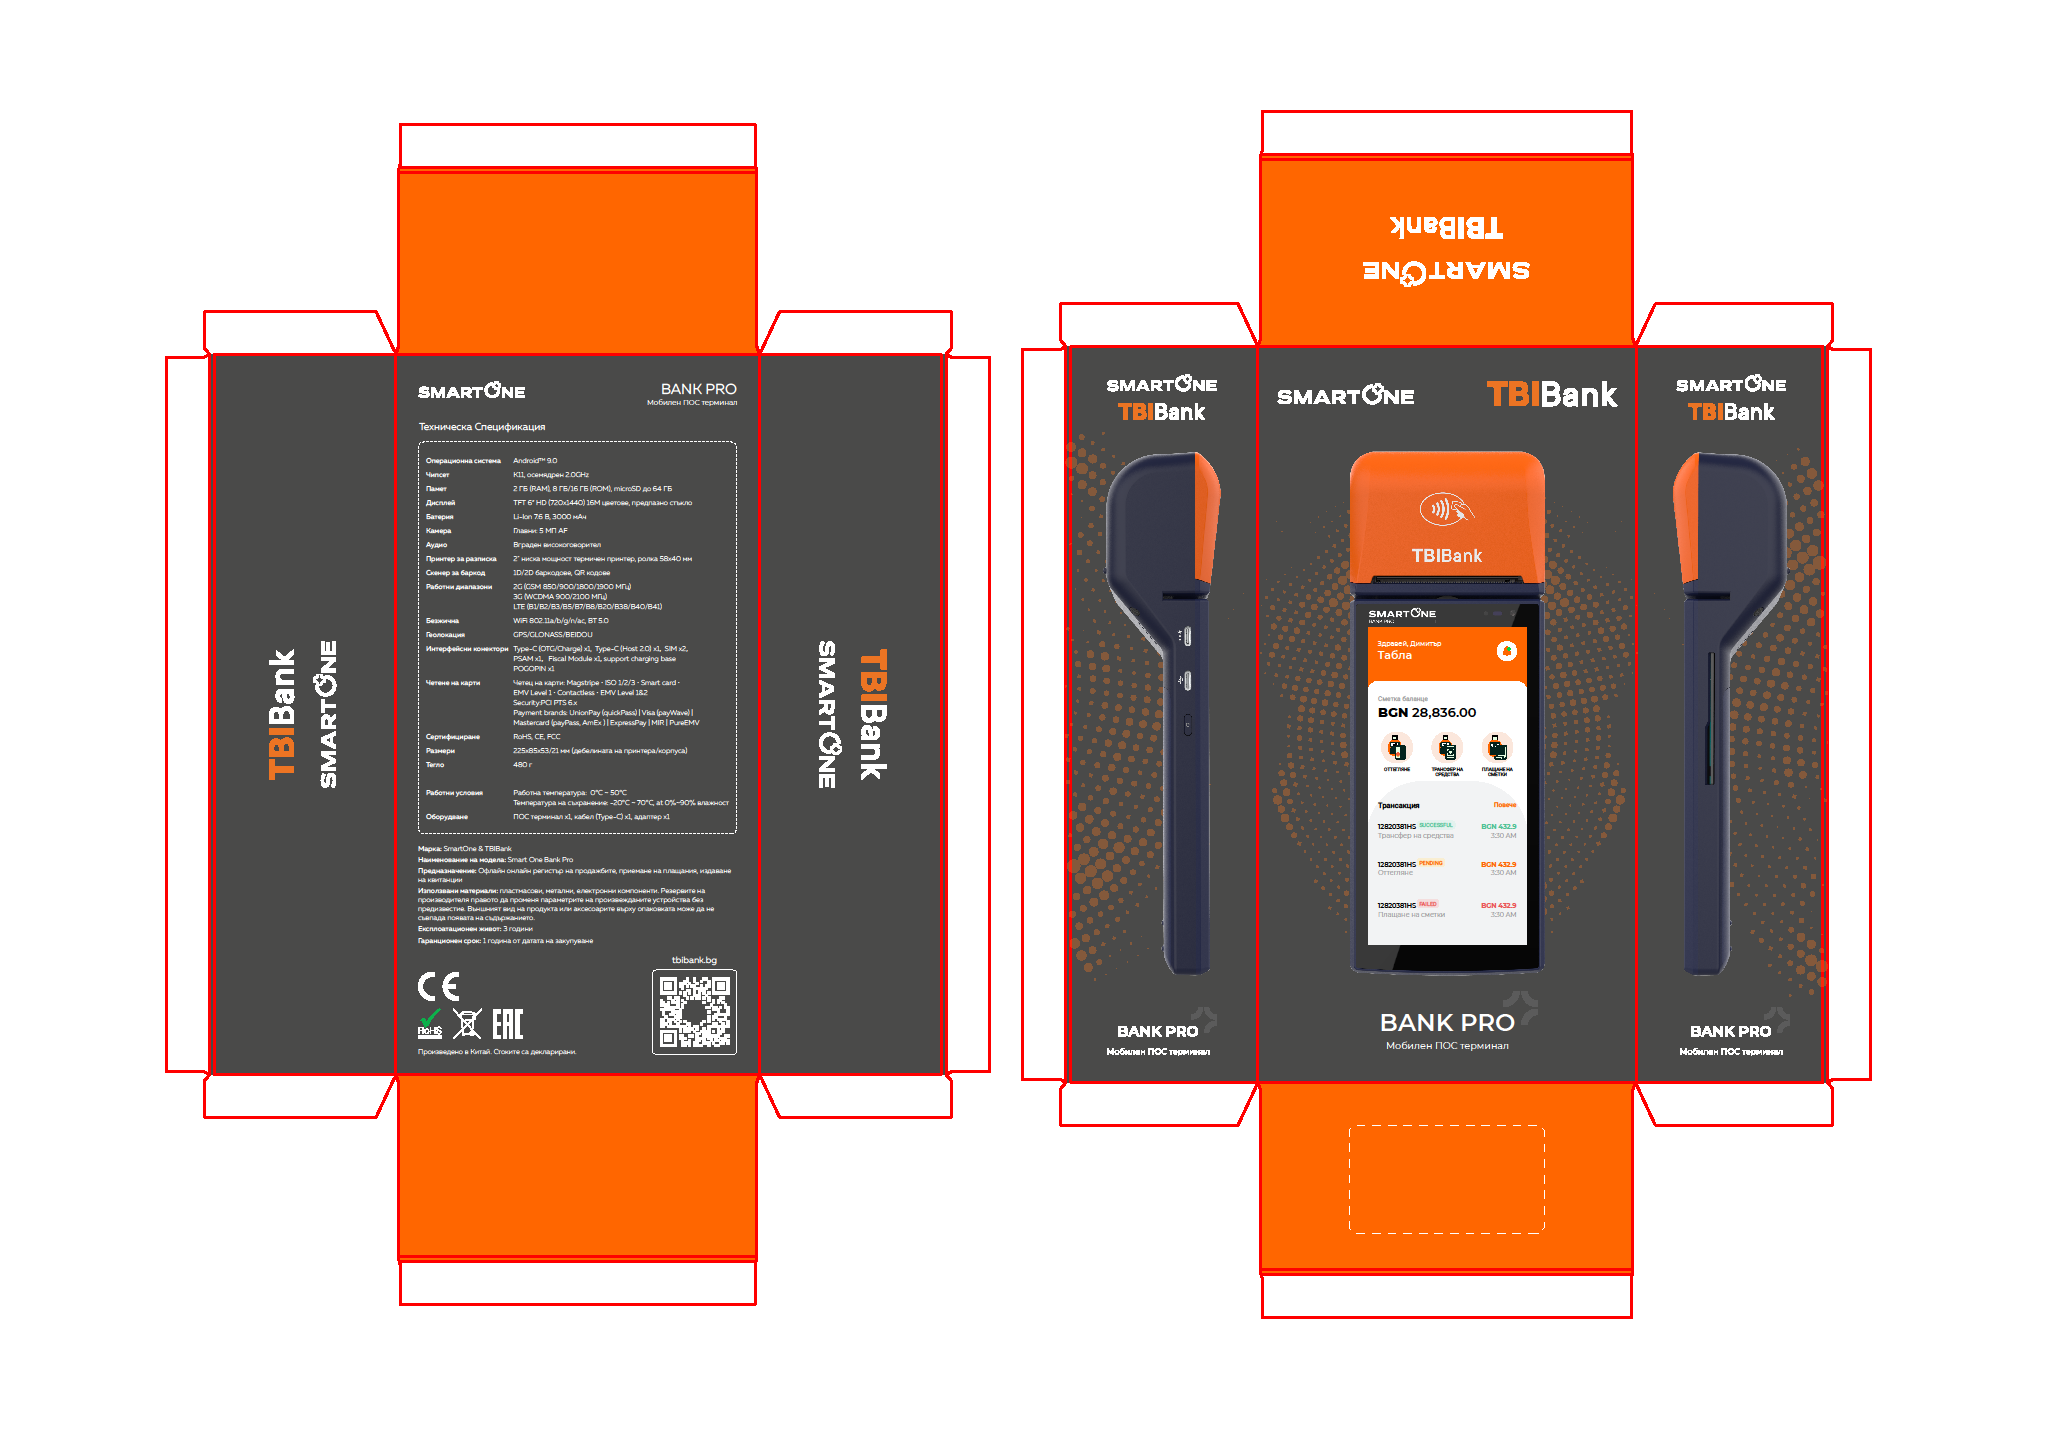 SMARTONE
BANK PRO
Мобилен ПОС терминал
Техническа Спецификация
Операционна система Android™ 9.0
Чипсет K11, осемядрен 2.0GHz
Памет 2 ГБ (RAM), 8 ГБ/16 ГБ (ROM), microSD до 64 ГБ
Дисплей TFT 6" HD (720x1440) 16M цветове, предпазно стъкло
Батерия Li-Ion 7.6 В, 3000 мАч
Камера Главни: 5 МП AF
Аудио Вграден високоговорител
Принтер за разписка 2" ниска мощност термичен принтер, ролка 58x40 мм
Скенер за баркод 1D/2D баркодове, QR кодове
Работни диапазони 2G (GSM 850/900/1800/1900 МГц)
3G (WCDMA 900/2100 МГц)
LTE (B1/B2/B3/B5/B7/B8/B20/B38/B40/B41)
Безжична WiFi 802.11a/b/g/n/ac, BT 5.0
Геолокация GPS/GLONASS/BEIDOU
Интерфейсни конектори Type-C (OTG/Charge) x1, Type-C (Host 2.0) x1, SIM x2,
PSAM x1, Fiscal Module x1, support charging base
POGOPIN x1
Четене на карти Четец на карти: Magstripe · ISO 1/2/3 · Smart card ·
EMV Level 1 · Contactless · EMV Level 1&2
Security:PCI PTS 6.x
Payment brands: UnionPay (quickPass) | Visa (payWave) |
Mastercard (payPass, AmEx ) | ExpressPay | MIR | PureEMV
Сертифициране RoHS, CE, FCC
Размери 225x85x53/21 мм (дебелината на принтера/корпуса)
Тегло 480 г
Работни условия Работна температура: 0°C ~ 50°C
Температура на съхранение: -20°C ~ 70°C, at 0%~90% влажност
Оборудване ПОС терминал x1, кабел (Type-C) x1, адаптер x1
Марка: SmartOne & TBIBank
Наименование на модела: Smart One Bank Pro
Предназначение: Офлайн онлайн регистър на продажбите, приемане на плащания, издаване
на квитанции
Използвани материали: пластмасови, метални, електронни компоненти. Резервите на
производителя правото да променя параметрите на произвежданите устройства без
предизвестие. Външният вид на продукта или аксесоарите върху опаковката може да не
съвпада появата на съдържанието.
Експлоатационен живот: 3 години
Гаранционен срок: 1 година от датата на закупуване
tbibank.bg
CE
RoHS
EAC
Произведено в Китай. Стоките са декларирани.
TBIBank
SMARTONE
TBIBank
SMARTONE
TBIBank
SMARTONE
SMARTONE
TBIBank
BANK PRO
Мобилен ПОС терминал
SMARTONE
TBIBank
TBIBank
SMARTONE
BANK PRO
Здравей, Димитър
Табла
Сметка баланце
BGN 28,836.00
ОТТЕГЛЯНЕ
ТРАНСФЕР НА
СРЕДСТВА
ПЛАЩАНЕ НА
СМЕТКИ
Трансакция Повече
12820381HS SUCCESSFUL BGN 432.9
Трансфер на средства 3:30 AM
12820381HS PENDING BGN 432.9
Оттегляне 3:30 AM
12820381HS FAILED BGN 432.9
Плащане на сметки 3:30 AM
BANK PRO
Мобилен ПОС терминал
SMARTONE
TBIBank
BANK PRO
Мобилен ПОС терминал